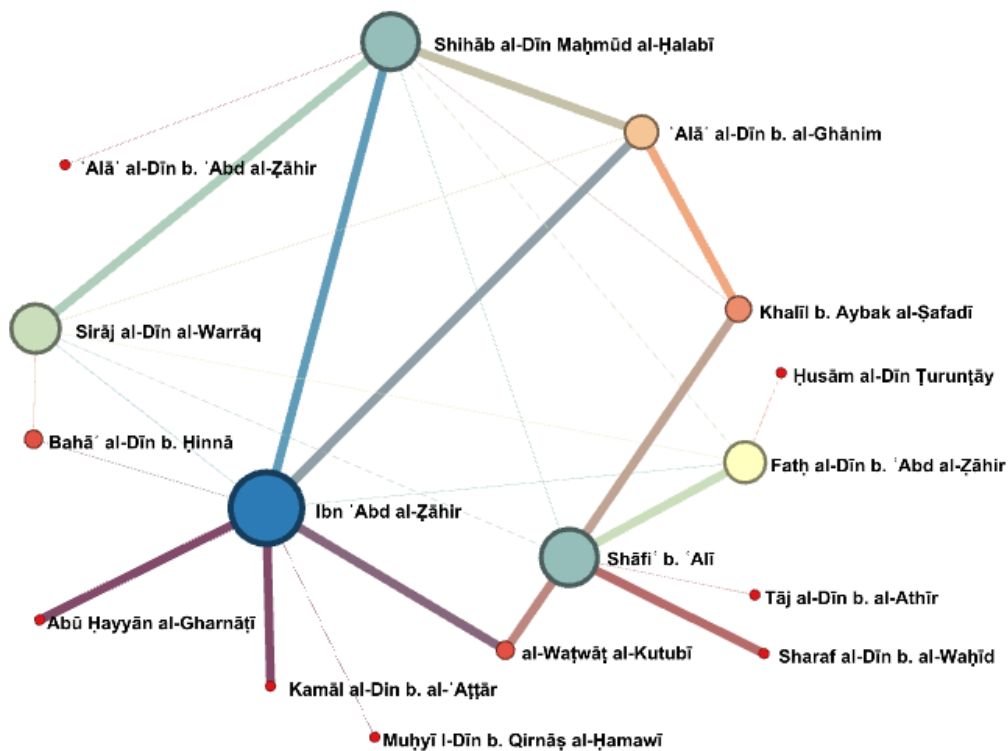 Shihāb al-Dīn Maḥmūd al-Ḥalabī
ʿAlāʾ al-Dīn b. al-Ghānim
ʿAlāʾ al-Dīn b. ʿAbd al-Ẓāhir
Khalīl b. Aybak al-Ṣafadī
Sirāj al-Dīn al-Warrāq
Ḥusām al-Dīn Ṭurunṭāy
Bahāʾ al-Dīn b. Ḥinnā
Fatḥ al-Dīn b. ʿAbd al-Ẓāhir
Ibn ʿAbd al-Ẓāhir
Shāfiʿ b. ʿAlī
Tāj al-Dīn b. al-Athīr
Abū Ḥayyān al-Gharnāṭī
al-Waṭwāṭ al-Kutubī
Sharaf al-Dīn b. al-Waḥīd
Kamāl al-Din b. al-ʿAṭṭār
Muḥyī l-Dīn b. Qirnāṣ al-Ḥamawī